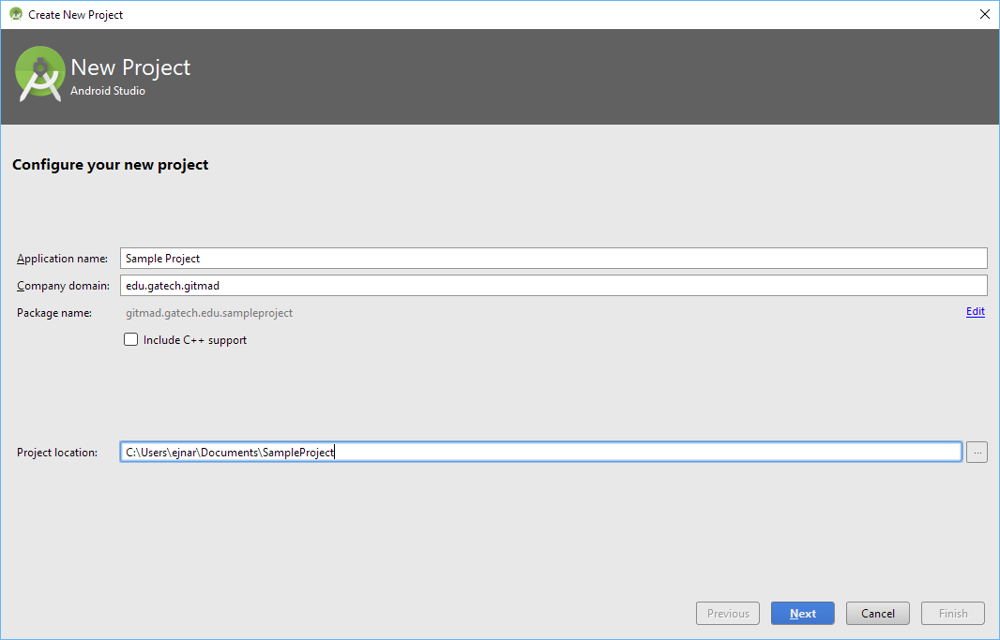 Create New Project
New Project
Android Studio
Configure your new project
Application name: Sample Project
Company domain: edu.gatech.gitmad
Package name: gitmad.gatech.edu.sampleproject Edit
Include C++ support
Project location: C:\Users\ejnar\Documents\SampleProject ...
Previous Next Cancel Finish